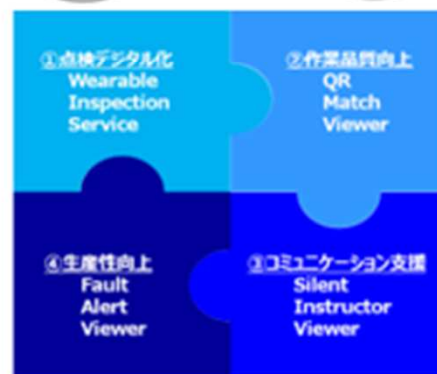 ①点検デジタル化
Wearable
Inspection
Service
②作業品質向上
QR
Match
Viewer
④生産性向上
Fault
Alert
Viewer
③コミュニケーション支援
Silent
Instructor
Viewer